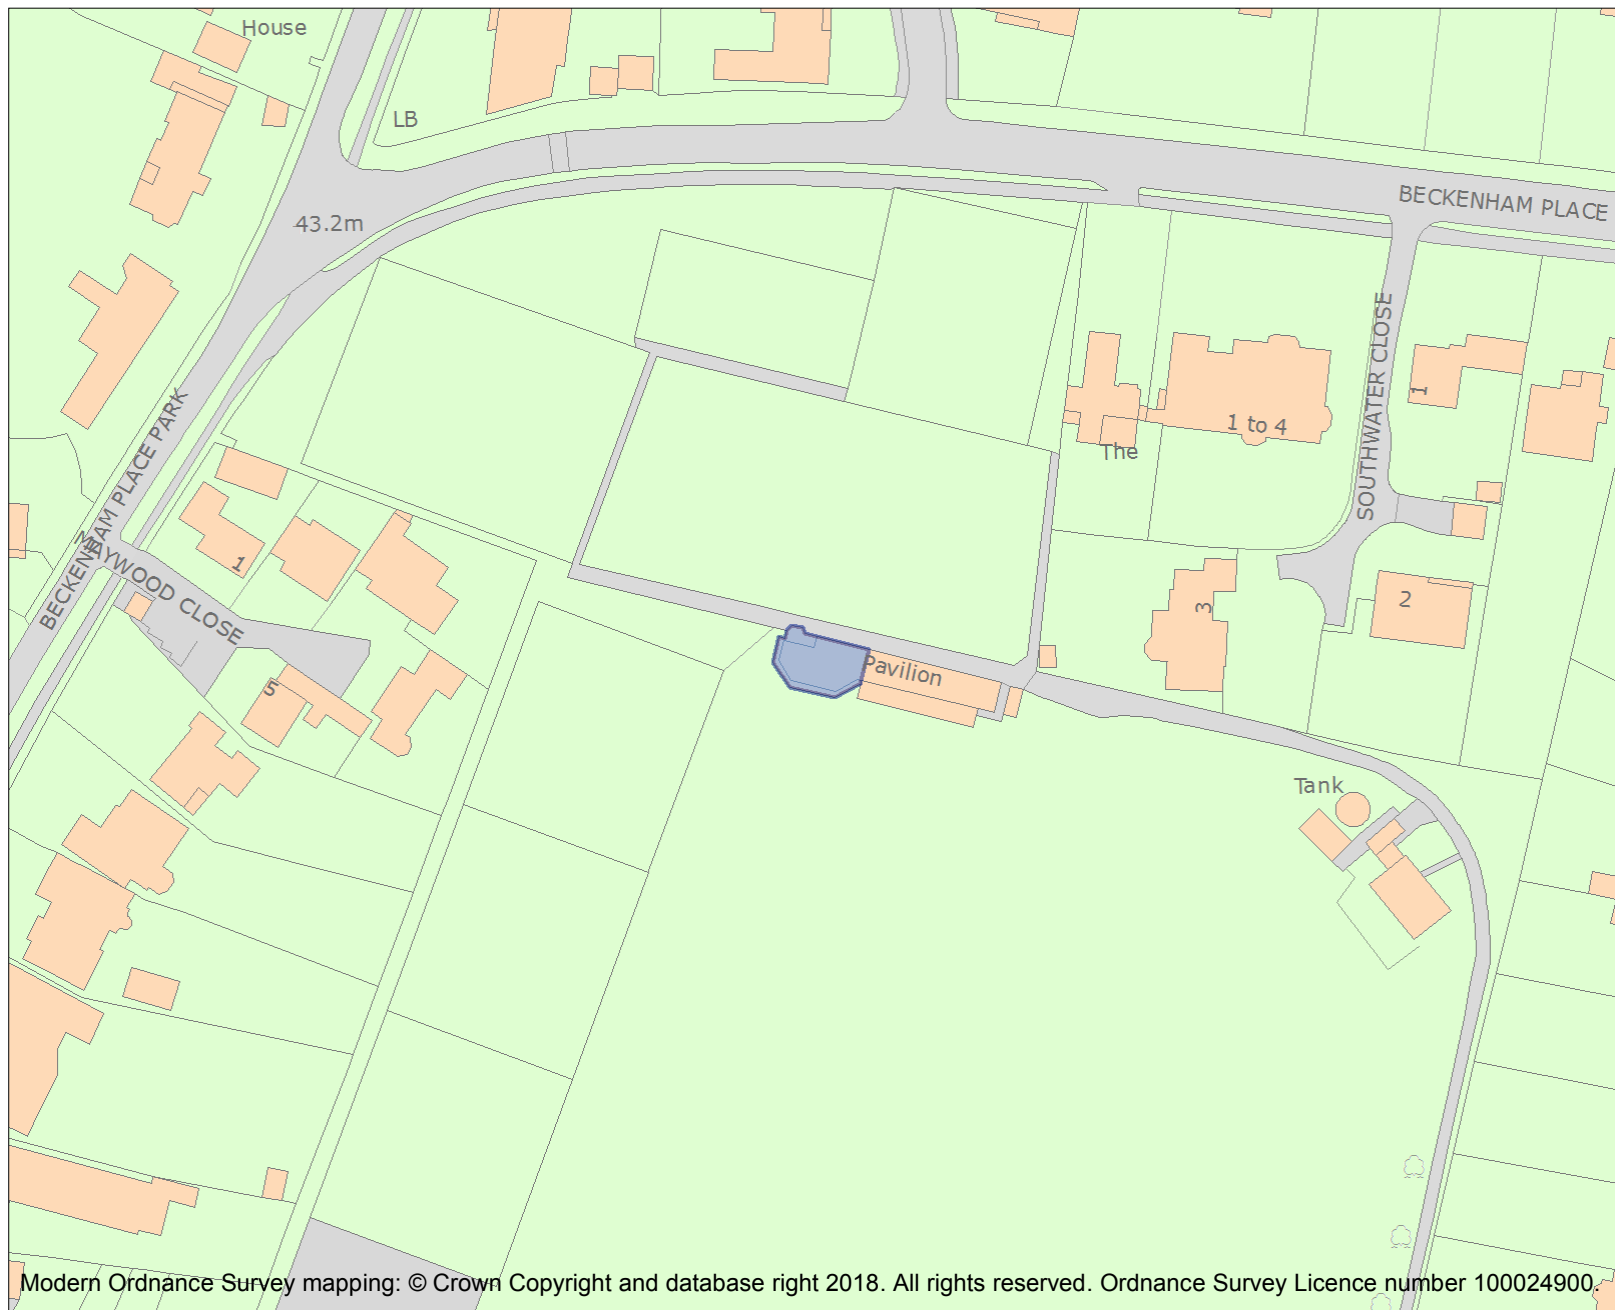 House
LB
43.2m
BECKENHAM PLACE
BECKENHAM PLACE PARK
SOUTHWATER CLOSE
1
1 to 4
The
MAYWOOD CLOSE
1
3
2
5
Pavilion
Tank
Modern Ordnance Survey mapping: © Crown Copyright and database right 2018. All rights reserved. Ordnance Survey Licence number 100024900.